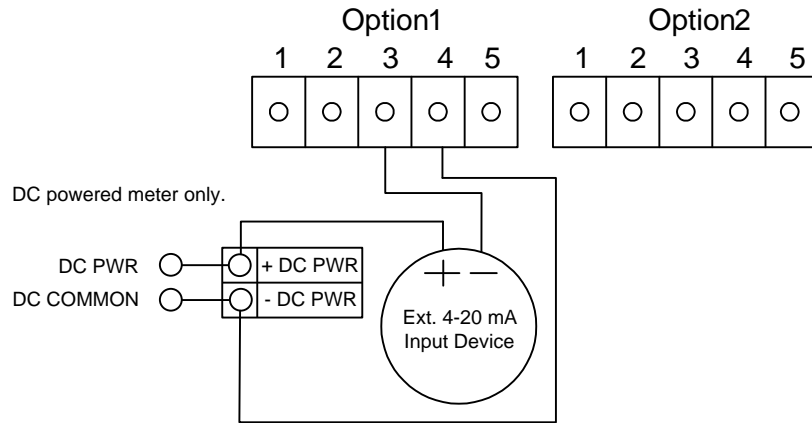 Option1 Option2
1 2 3 4 5 1 2 3 4 5
DC powered meter only.
DC PWR + DC PWR
DC COMMON - DC PWR
+ −
Ext. 4-20 mA
Input Device